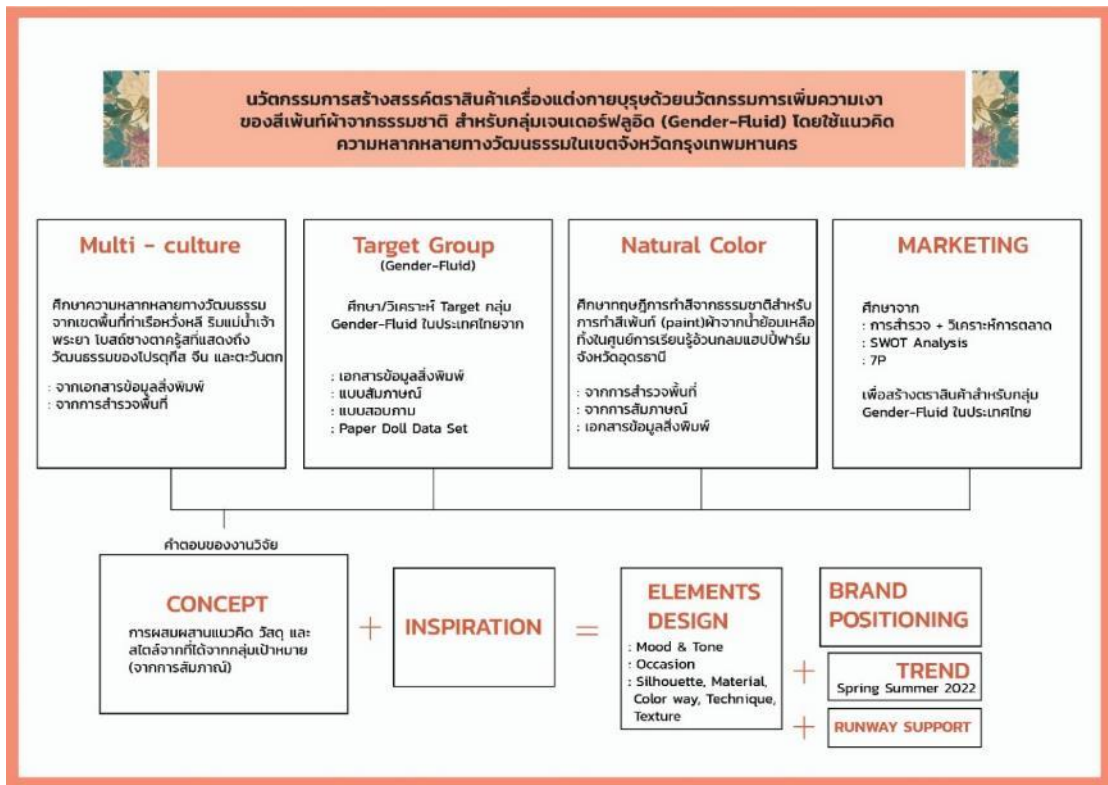 นวัตกรรมการสร้างสรรค์ตราสินค้าเครื่องแต่งกายบุรุษด้วยนวัตกรรมการเพิ่มความเงา
ของสีเพ้นท์ผ้าจากธรรมชาติ สำหรับกลุ่มเจนเดอร์ฟลูอิด (Gender-Fluid) โดยใช้แนวคิด
ความหลากหลายทางวัฒนธรรมในเขตจังหวัดกรุงเทพมหานคร
Multi - culture
ศึกษาความหลากหลายทางวัฒนธรรม
จากเขตพื้นที่ท่าเรือหวั่งหลี ริมแม่น้ำเจ้า
พระยา โบสถ์ซางตาครู้สที่แสดงถึง
วัฒนธรรมของโปรตุกีส จีน และตะวันตก
: จากเอกสารข้อมูลสิ่งพิมพ์
: จากการสำรวจพื้นที่
Target Group
(Gender-Fluid)
ศึกษา/วิเคราะห์ Target กลุ่ม
Gender-Fluid ในประเทศไทยจาก
: เอกสารข้อมูลสิ่งพิมพ์
: แบบสัมภาษณ์
: แบบสอบถาม
: Paper Doll Data Set
Natural Color
ศึกษาทฤษฎีการทำสีจากธรรมชาติสำหรับ
การทำสีเพ้นท์ (paint)ผ้าจากน้ำย้อมเหลือ
ทิ้งในศูนย์การเรียนรู้อ้วนกลมแฮปปี้ฟาร์ม
จังหวัดอุดรธานี
: จากการสำรวจพื้นที่
: จากการสัมภาษณ์
: เอกสารข้อมูลสิ่งพิมพ์
MARKETING
ศึกษาจาก
: การสำรวจ + วิเคราะห์การตลาด
: SWOT Analysis
: 7P
เพื่อสร้างตราสินค้าสำหรับกลุ่ม
Gender-Fluid ในประเทศไทย
คำตอบของงานวิจัย
CONCEPT
การผสมผสานแนวคิด วัสดุ และ
สไตล์จากที่ได้จากกลุ่มเป้าหมาย
(จากการสัมภาณ์)
+
INSPIRATION
=
ELEMENTS
DESIGN
: Mood & Tone
: Occasion
: Silhouette, Material,
Color way, Technique,
Texture
BRAND
POSITIONING
+
TREND
Spring Summer 2022
+
RUNWAY SUPPORT